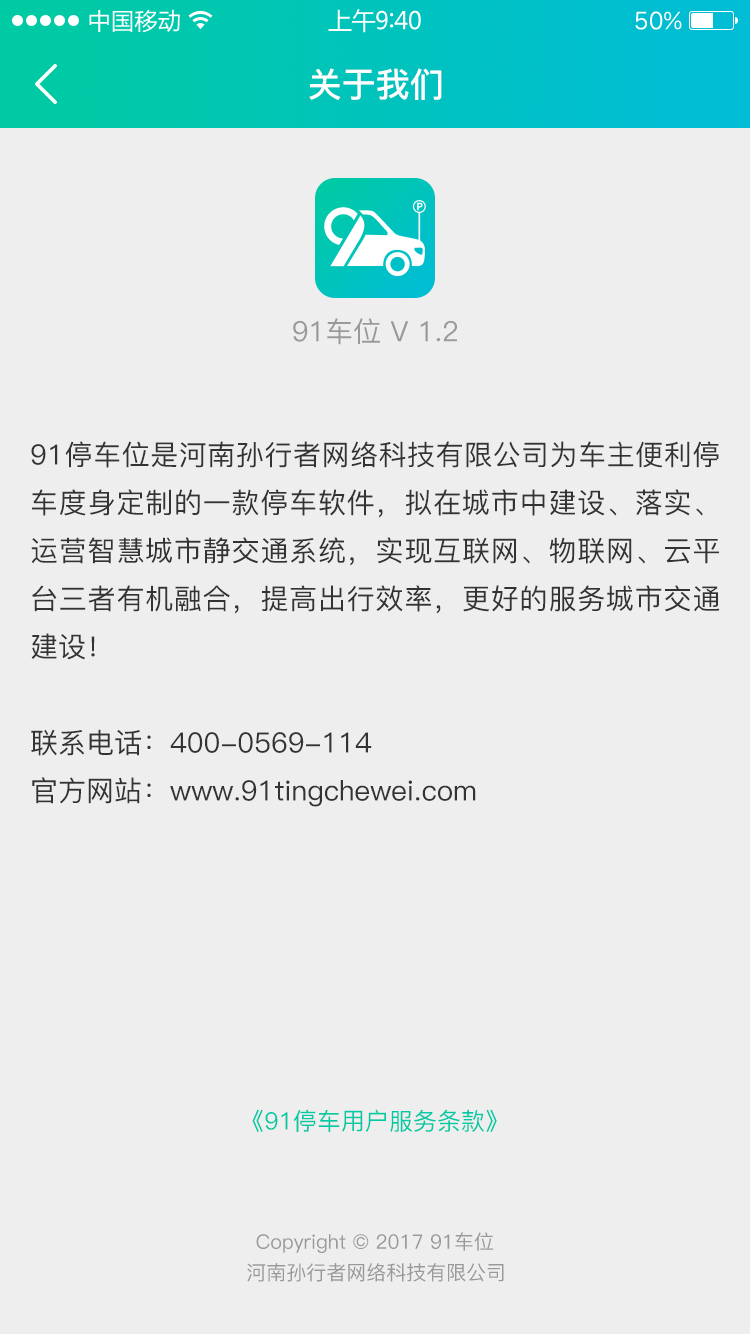 中国移动 上午9:40 50%
关于我们
P
91车位 V 1.2
91停车位是河南孙行者网络科技有限公司为车主便利停
车度身定制的一款停车软件，拟在城市中建设、落实、
运营智慧城市静交通系统，实现互联网、物联网、云平
台三者有机融合，提高出行效率，更好的服务城市交通
建设！
联系电话：400-0569-114
官方网站：www.91tingchewei.com
《91停车用户服务条款》
Copyright © 2017 91车位
河南孙行者网络科技有限公司